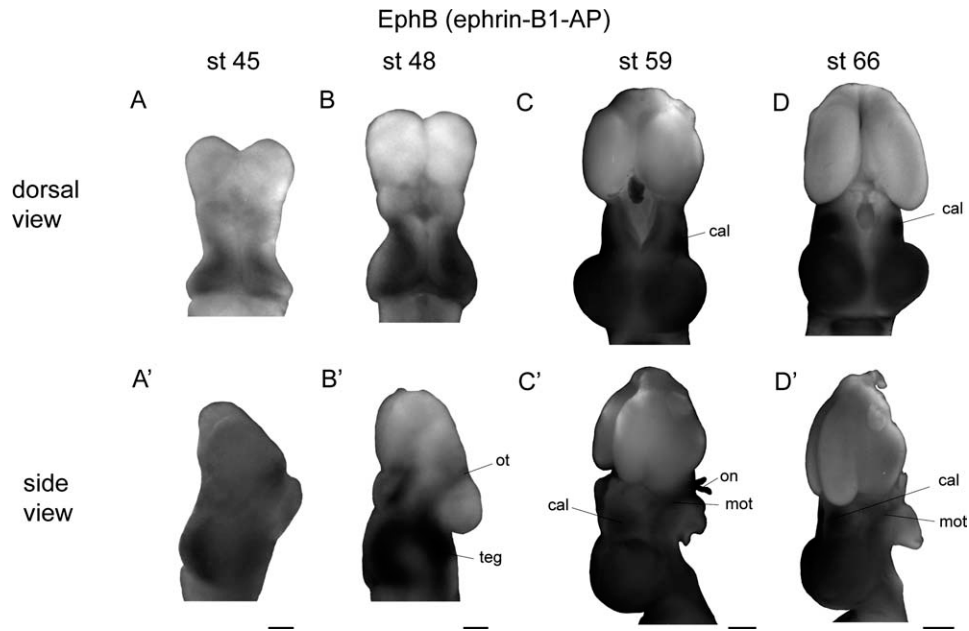 EphB (ephrin-B1-AP)
st 45 st 48 st 59 st 66
A B C D
dorsal
view
cal cal
A' B' C' D'
side
view
ot
on
cal
cal mot
mot
teg